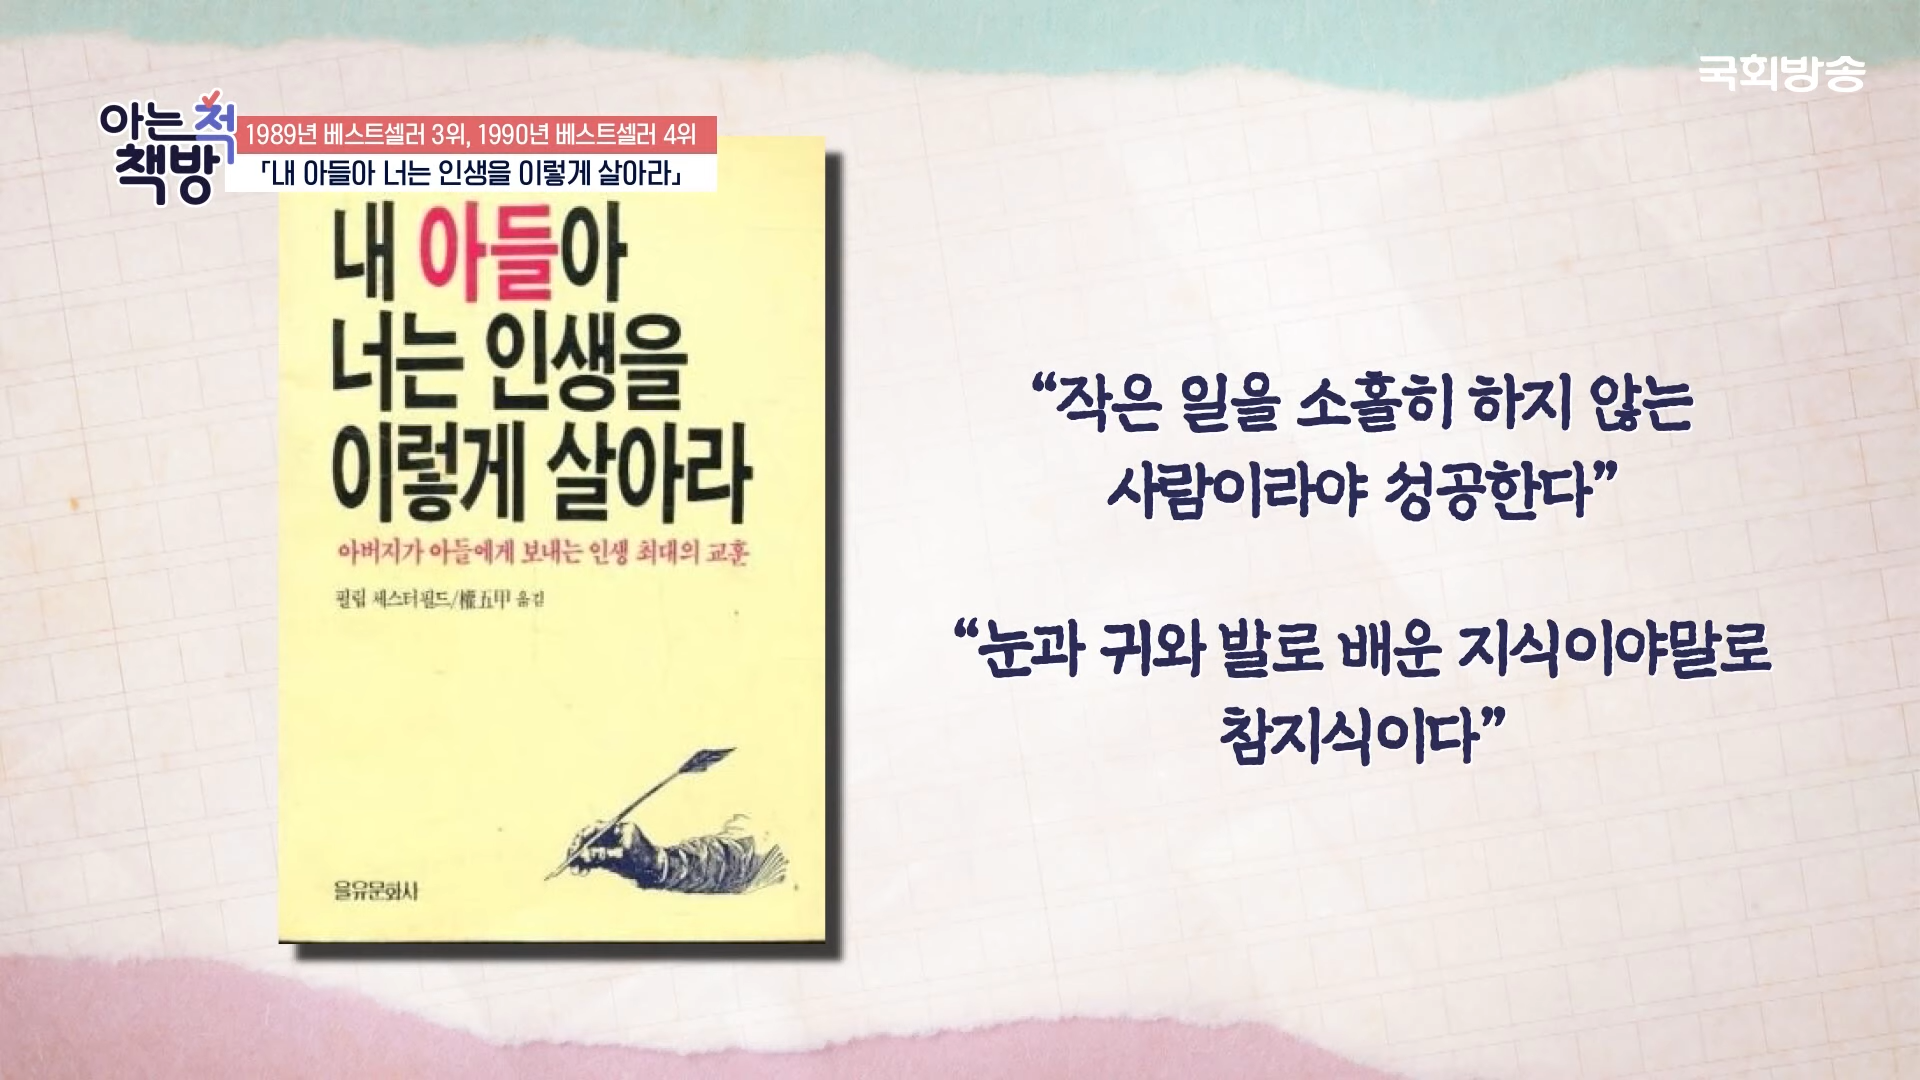 국회방송
아는 척
책방
1989년 베스트셀러 3위, 1990년 베스트셀러 4위
「내 아들아 너는 인생을 이렇게 살아라」
내 아들아
너는 인생을
이렇게 살아라
아버지가 아들에게 보내는 인생 최대의 교훈
필립 체스터필드/權五甲 옮김
을유문화사
“작은 일을 소홀히 하지 않는
사람이라야 성공한다”
“눈과 귀와 발로 배운 지식이야말로
참지식이다”